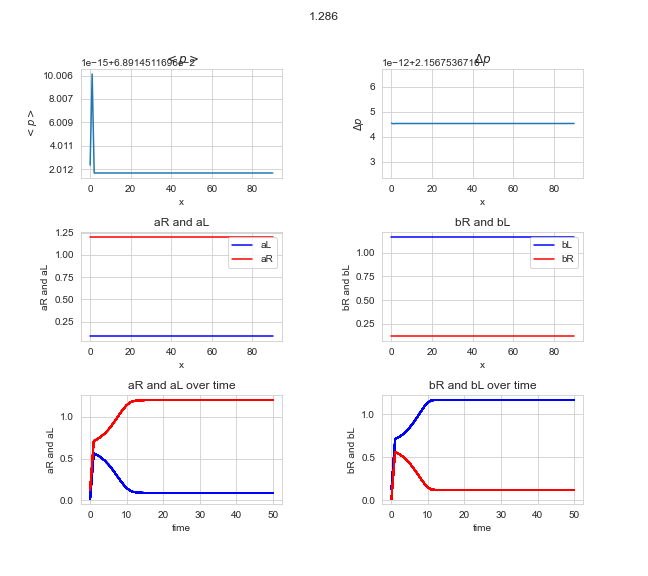 1.286
<p>
Δp
1e−15+6.8914511696e−2
1e−12+2.1567536716
10.006
8.007
6.009
4.011
2.012
<p>
0 20 40 60 80
x
6
5
4
3
Δp
0 20 40 60 80
x
aR and aL
1.25
1.00
0.75
0.50
0.25
aR and aL
aL
aR
0 20 40 60 80
x
bR and bL
1.00
0.75
0.50
0.25
bR and bL
bL
bR
0 20 40 60 80
x
aR and aL over time
1.0
0.5
0.0
aR and aL
0 10 20 30 40 50
time
bR and bL over time
1.0
0.5
0.0
bR and bL
0 10 20 30 40 50
time